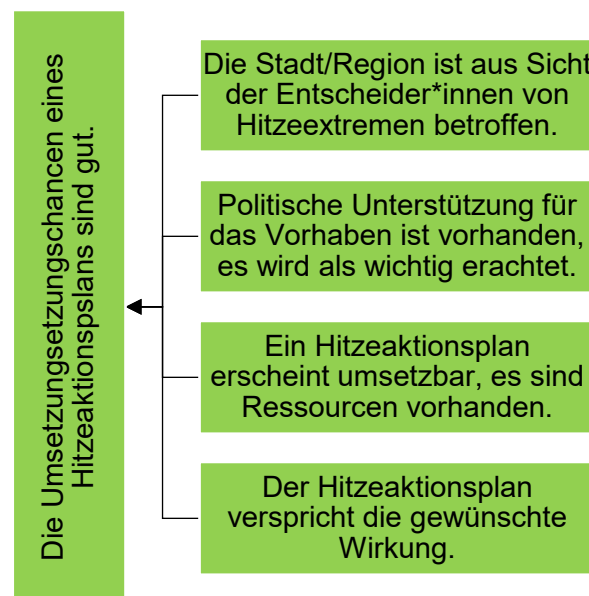 Die Umsetzungsetzungschancen eines
Hitzeaktionspslans sind gut.
Die Stadt/Region ist aus Sicht
der Entscheider*innen von
Hitzeextremen betroffen.
Politische Unterstützung für
das Vorhaben ist vorhanden,
es wird als wichtig erachtet.
Ein Hitzeaktionsplan
erscheint umsetzbar, es sind
Ressourcen vorhanden.
Der Hitzeaktionsplan
verspricht die gewünschte
Wirkung.